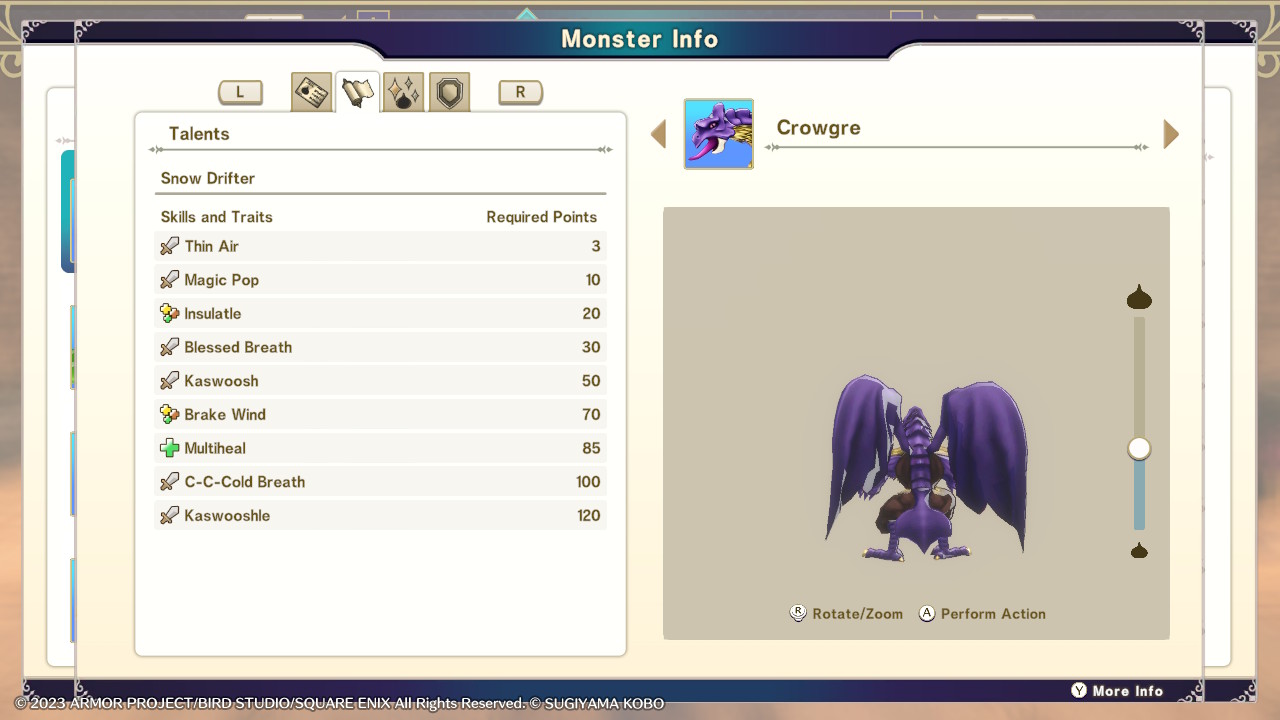 Monster Info
L
R
Talents
Crowgre
Snow Drifter
Skills and Traits Required Points
Thin Air 3
Magic Pop 10
Insulatle 20
Blessed Breath 30
Kaswoosh 50
Brake Wind 70
Multiheal 85
C-C-Cold Breath 100
Kaswooshle 120
R Rotate/Zoom A Perform Action
Y More Info
© 2023 ARMOR PROJECT/BIRD STUDIO/SQUARE ENIX All Rights Reserved. © SUGIYAMA KOBO